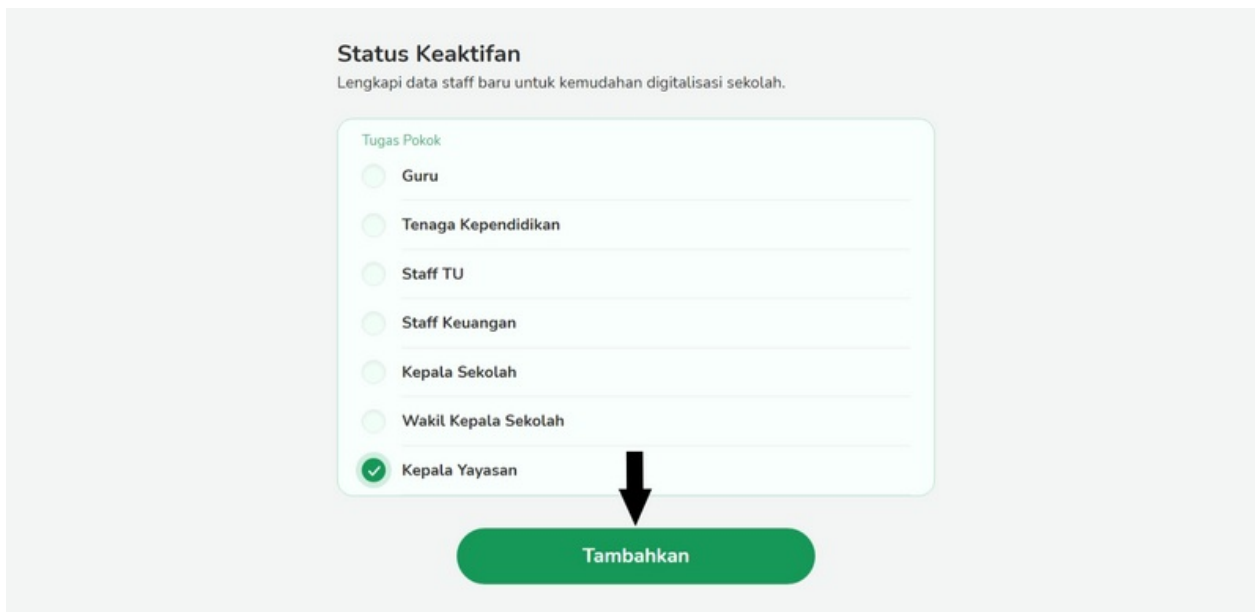 Status Keaktifan
Lengkapi data staff baru untuk kemudahan digitalisasi sekolah.
Tugas Pokok
Guru
Tenaga Kependidikan
Staff TU
Staff Keuangan
Kepala Sekolah
Wakil Kepala Sekolah
Kepala Yayasan
Tambahkan